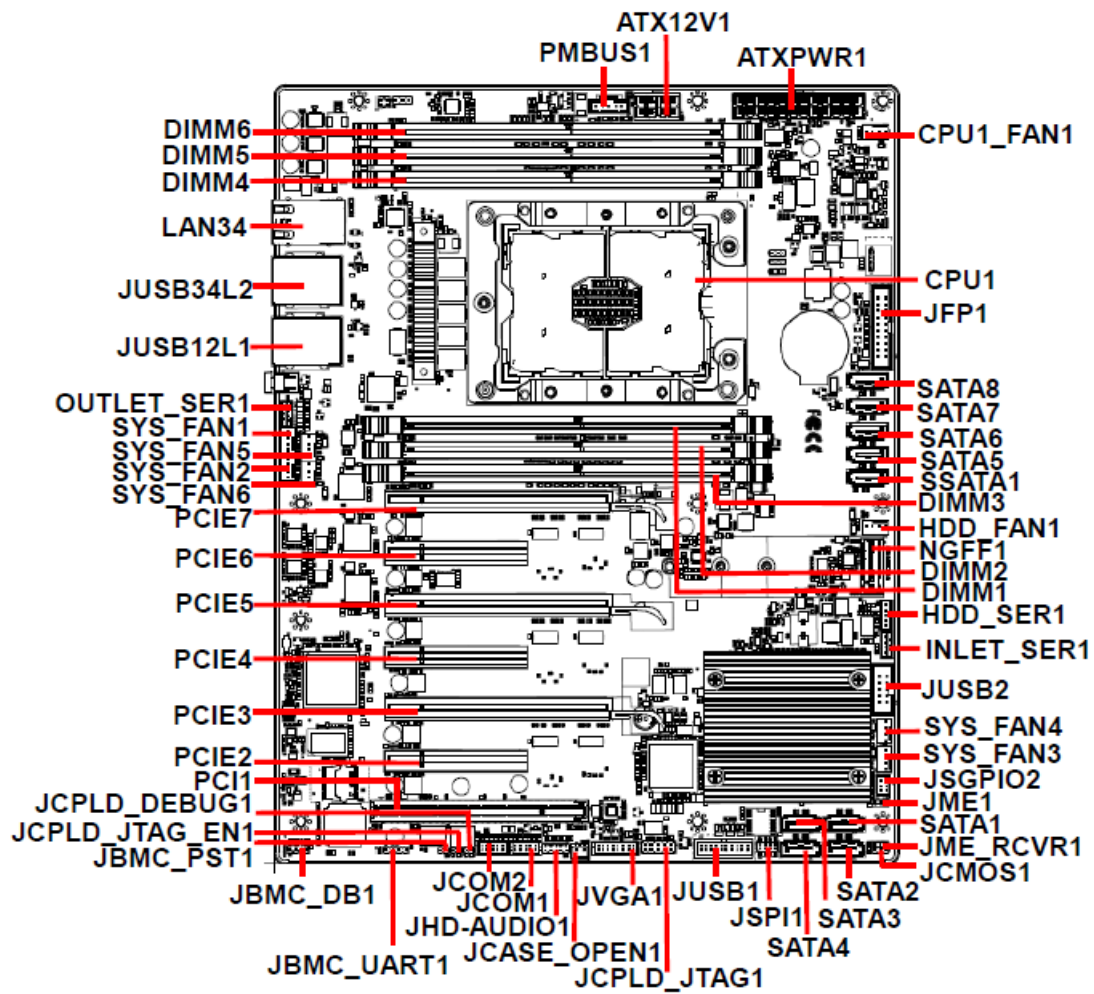 ATX12V1
PMBUS1
ATXPWR1
DIMM6
DIMM5
DIMM4
LAN34
JUSB34L2
JUSB12L1
OUTLET_SER1
SYS_FAN1
SYS_FAN5
SYS_FAN2
SYS_FAN6
PCIE7
PCIE6
PCIE5
PCIE4
PCIE3
PCIE2
PCI1
JCPLD_DEBUG1
JCPLD_JTAG_EN1
JBMC_PST1
JBMC_DB1
JBMC_UART1
JCOM2
JCOM1
JHD-AUDIO1
JCASE_OPEN1
JVGA1
JCPLD_JTAG1
JUSB1
JSPI1
SATA4
SATA3
SATA2
CPU1_FAN1
CPU1
JFP1
SATA8
SATA7
SATA6
SATA5
SSATA1
DIMM3
HDD_FAN1
NGFF1
DIMM2
DIMM1
HDD_SER1
INLET_SER1
JUSB2
SYS_FAN4
SYS_FAN3
JSGPIO2
JME1
SATA1
JME_RCVR1
JCMOS1